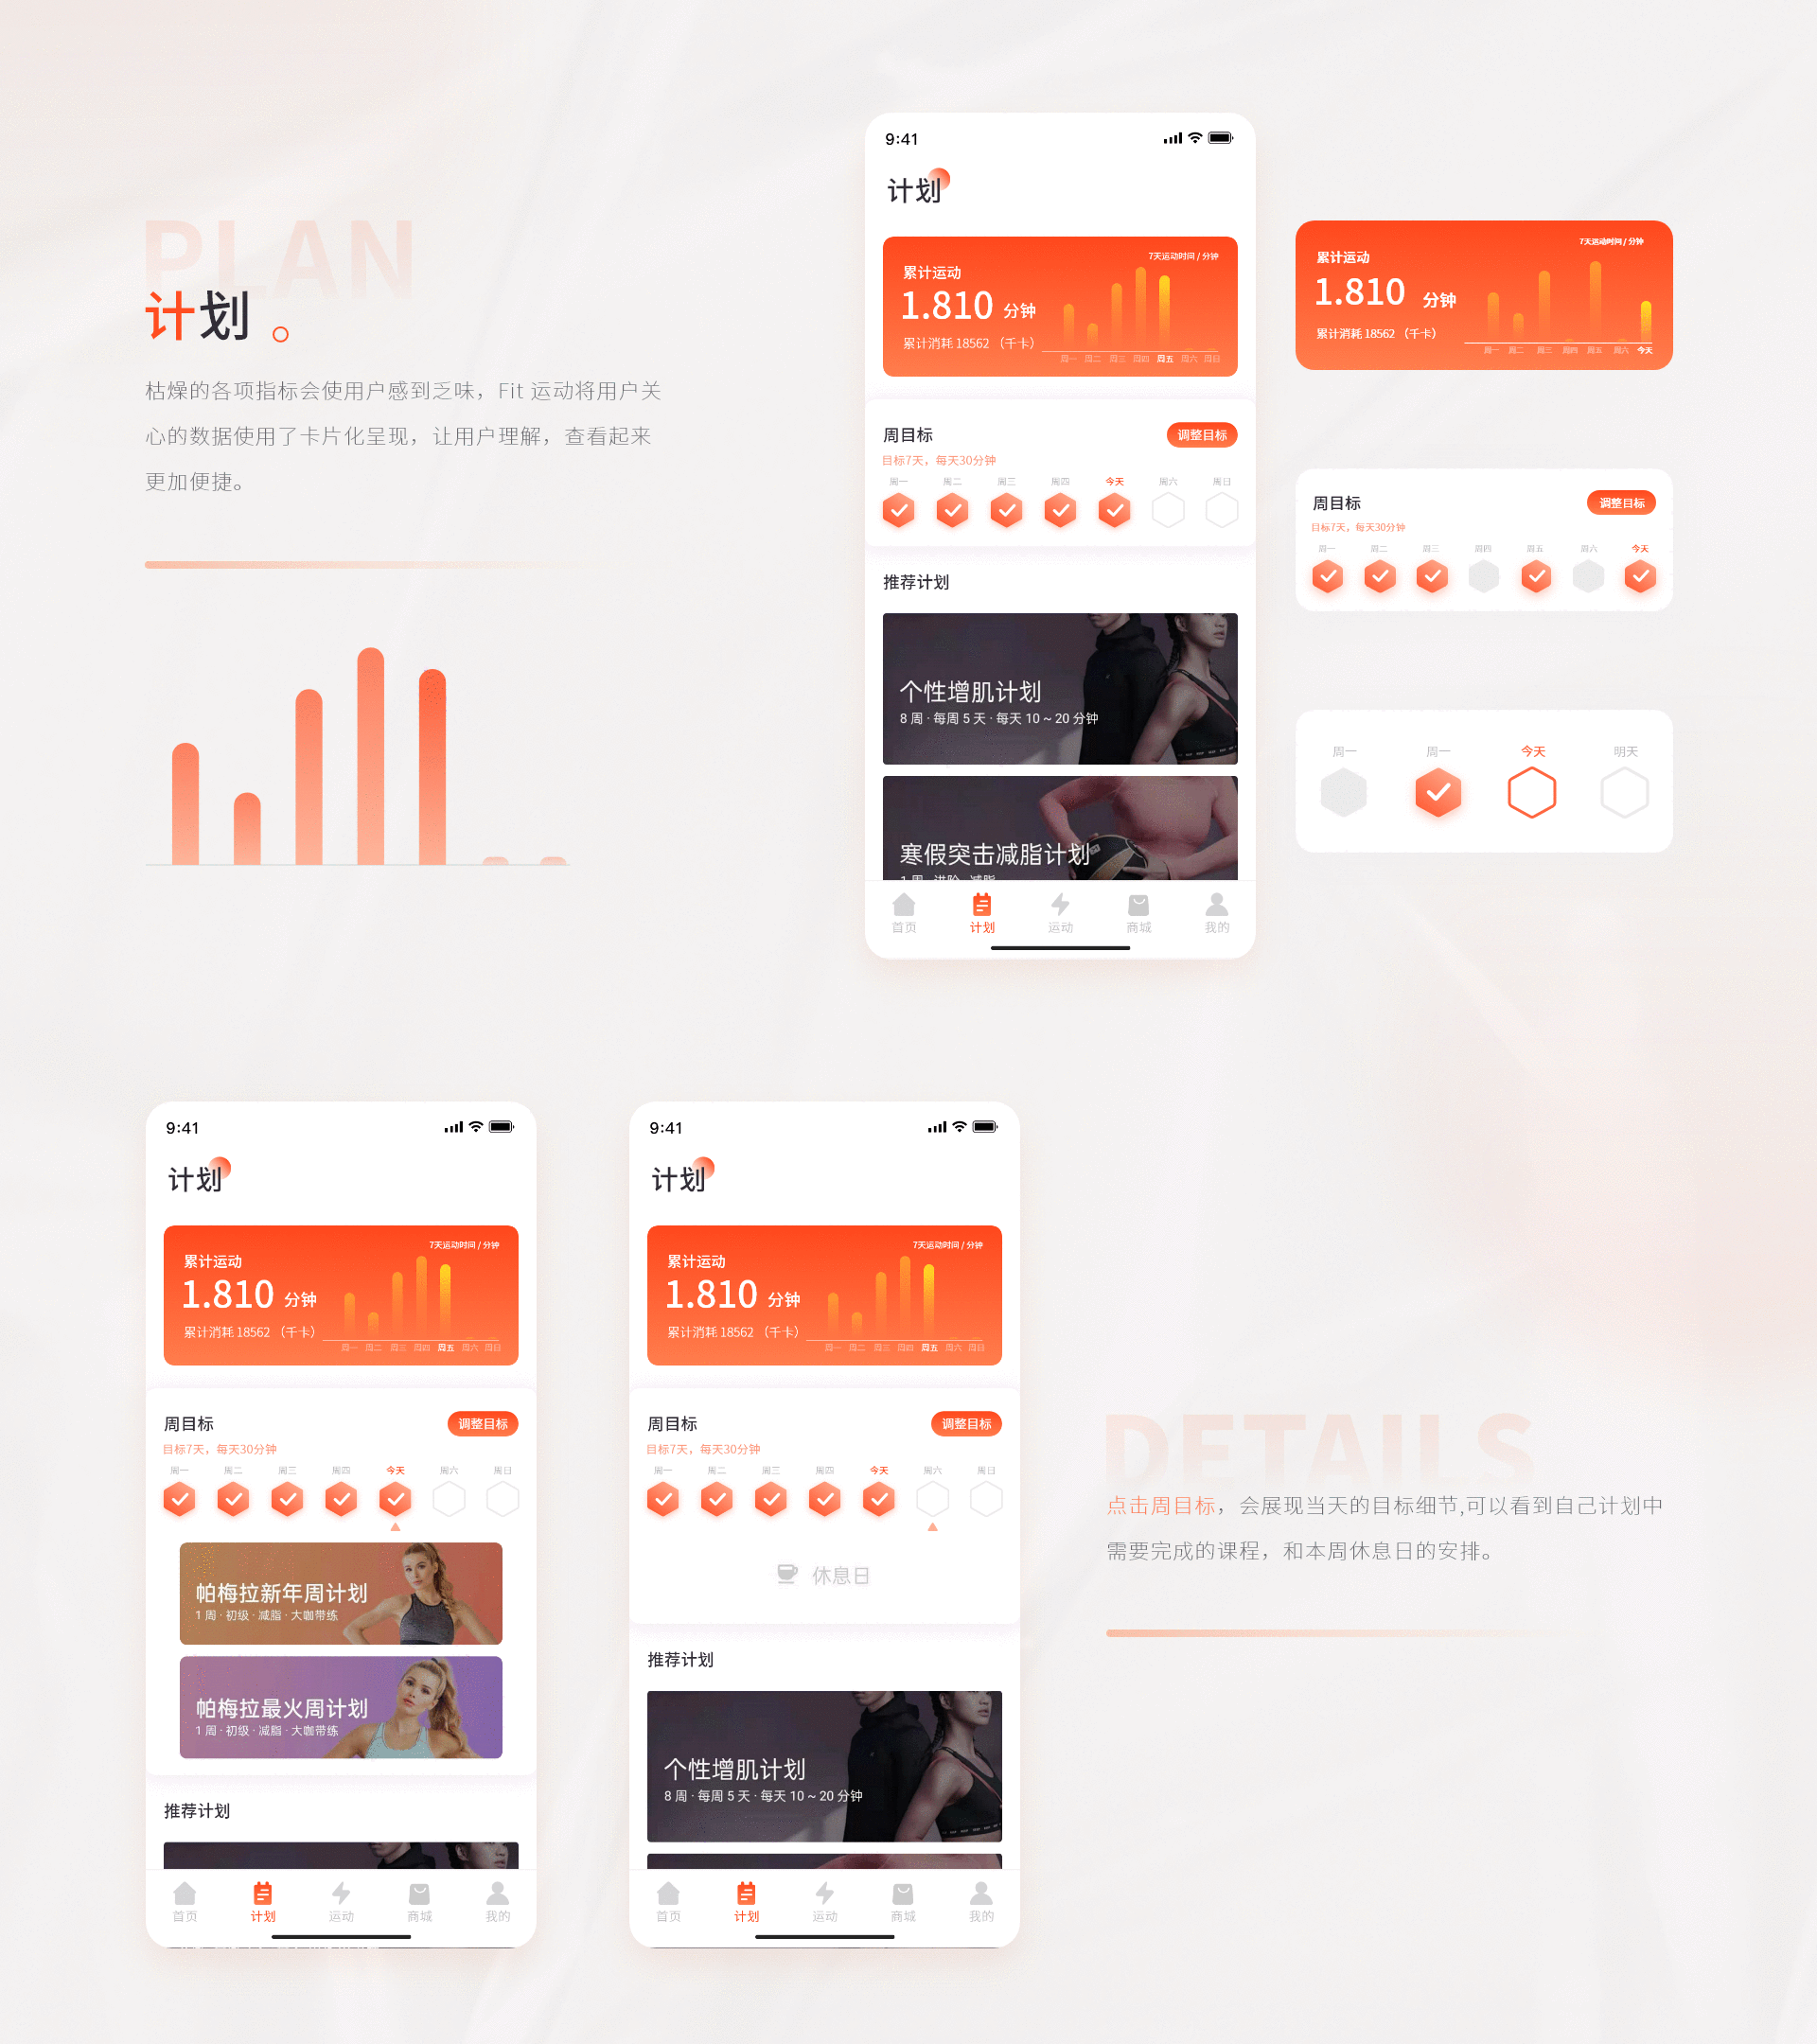 PLAN
计划 。
枯燥的各项指标会使用户感到乏味，Fit 运动将用户关
心的数据使用了卡片化呈现，让用户理解，查看起来
更加便捷。
9:41
计划
7天运动时间 / 分钟
累计运动
1.810 分钟
累计消耗 18562 （千卡）
周一 周二 周三 周四 周五 周六 周日
周目标
调整目标
目标7天，每天30分钟
周一 周二 周三 周四 今天 周六 周日
推荐计划
个性增肌计划
8 周 · 每周 5 天 · 每天 10 ~ 20 分钟
寒假突击减脂计划
1 周 · 进阶 · 减脂
首页 计划 运动 商城 我的
7天运动时间 / 分钟
累计运动
1.810 分钟
累计消耗 18562 （千卡）
周一 周二 周三 周四 周五 周六 今天
周目标
调整目标
目标7天，每天30分钟
周一 周二 周三 周四 周五 周六 今天
周一 周一 今天 明天
9:41
计划
7天运动时间 / 分钟
累计运动
1.810 分钟
累计消耗 18562 （千卡）
周一 周二 周三 周四 周五 周六 周日
周目标
调整目标
目标7天，每天30分钟
周一 周二 周三 周四 今天 周六 周日
帕梅拉新年周计划
1 周 · 初级 · 减脂 · 大咖带练
帕梅拉最火周计划
1 周 · 初级 · 减脂 · 大咖带练
推荐计划
首页 计划 运动 商城 我的
9:41
计划
7天运动时间 / 分钟
累计运动
1.810 分钟
累计消耗 18562 （千卡）
周一 周二 周三 周四 周五 周六 周日
周目标
调整目标
目标7天，每天30分钟
周一 周二 周三 周四 今天 周六 周日
休息日
推荐计划
个性增肌计划
8 周 · 每周 5 天 · 每天 10 ~ 20 分钟
首页 计划 运动 商城 我的
DETAILS
点击周目标，会展现当天的目标细节,可以看到自己计划中
需要完成的课程，和本周休息日的安排。